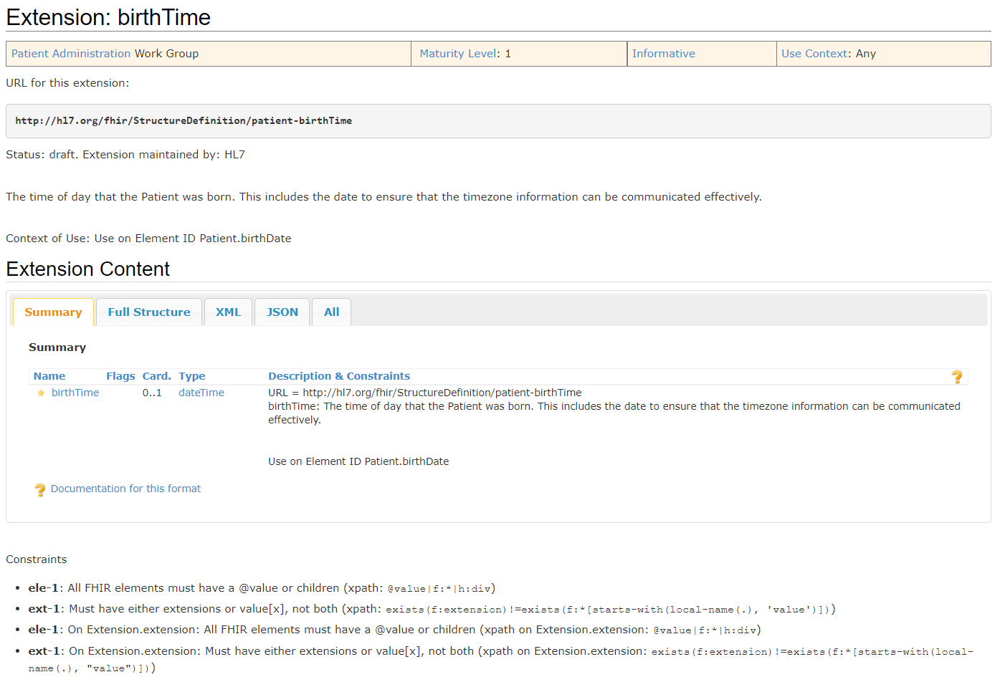 Extension: birthTime
Patient Administration Work Group Maturity Level: 1 Informative Use Context: Any
URL for this extension:
http://hl7.org/fhir/StructureDefinition/patient-birthTime
Status: draft. Extension maintained by: HL7
The time of day that the Patient was born. This includes the date to ensure that the timezone information can be communicated effectively.
Context of Use: Use on Element ID Patient.birthDate
Extension Content
Summary Full Structure XML JSON All
Summary
Name Flags Card. Type Description & Constraints ?
birthTime 0..1 dateTime URL = http://hl7.org/fhir/StructureDefinition/patient-birthTime
birthTime: The time of day that the Patient was born. This includes the date to ensure that the timezone information can be communicated
effectively.
Use on Element ID Patient.birthDate
? Documentation for this format
Constraints
• ele-1: All FHIR elements must have a @value or children (xpath: @value|f:*|h:div)
• ext-1: Must have either extensions or value[x], not both (xpath: exists(f:extension)!=exists(f:*[starts-with(local-name(.), 'value')]))
• ele-1: On Extension.extension: All FHIR elements must have a @value or children (xpath on Extension.extension: @value|f:*|h:div)
• ext-1: On Extension.extension: Must have either extensions or value[x], not both (xpath on Extension.extension: exists(f:extension)!=exists(f:*[starts-with(local-
name(.), "value")]))